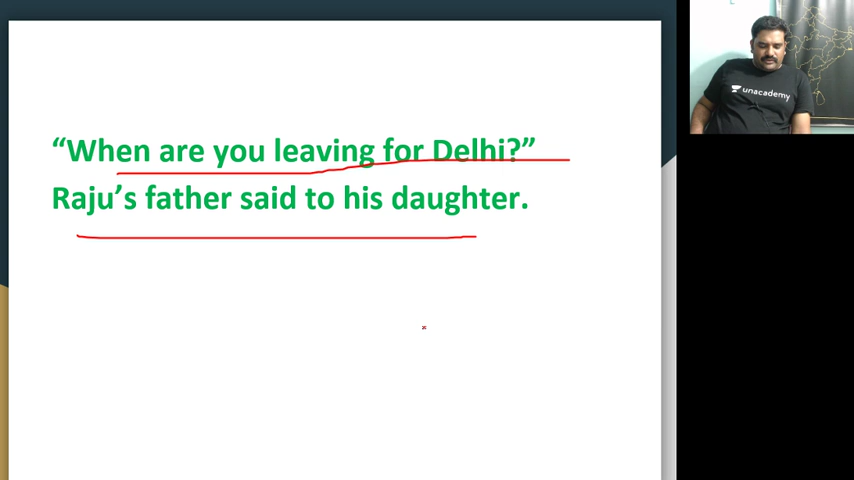 “When are you leaving for Delhi?”
Raju’s father said to his daughter.
unacademy